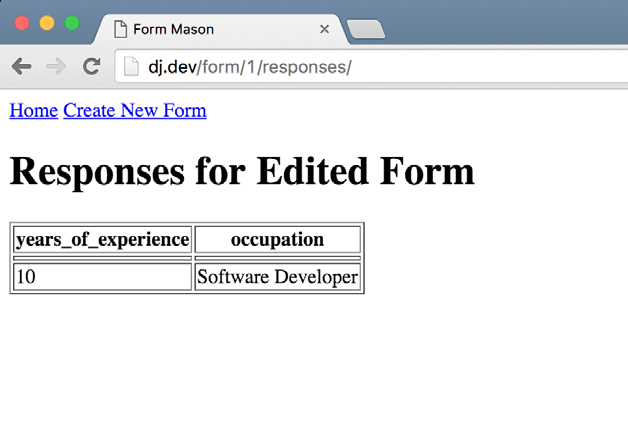 Form Mason
dj.dev/form/1/responses/
Home Create New Form
Responses for Edited Form
years_of_experience occupation
10 Software Developer